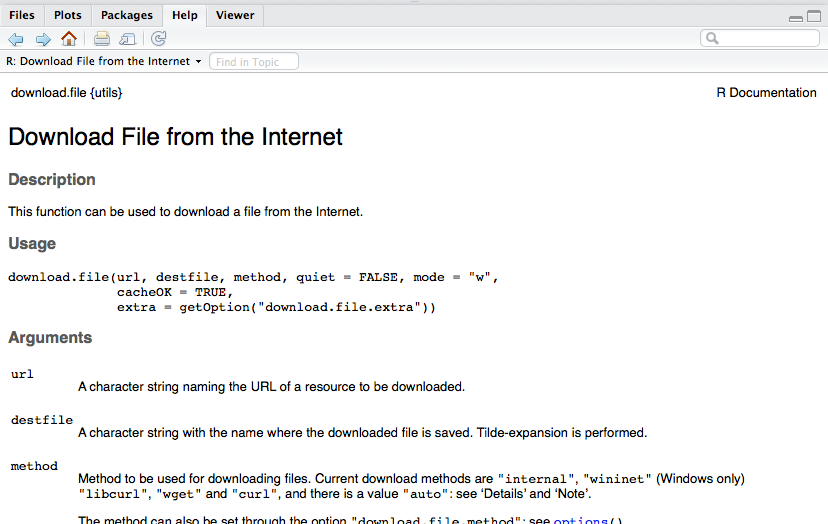 Files Plots Packages Help Viewer
R: Download File from the Internet Find in Topic
download.file {utils} R Documentation
Download File from the Internet
Description
This function can be used to download a file from the Internet.
Usage
download.file(url, destfile, method, quiet = FALSE, mode = "w",
cacheOK = TRUE,
extra = getOption("download.file.extra"))
Arguments
url
A character string naming the URL of a resource to be downloaded.
destfile
A character string with the name where the downloaded file is saved. Tilde-expansion is performed.
method
Method to be used for downloading files. Current download methods are "internal", "wininet" (Windows only)
"libcurl", "wget" and "curl", and there is a value "auto": see ‘Details’ and ‘Note’.
The method can also be set through the option "download.file.method": see options().